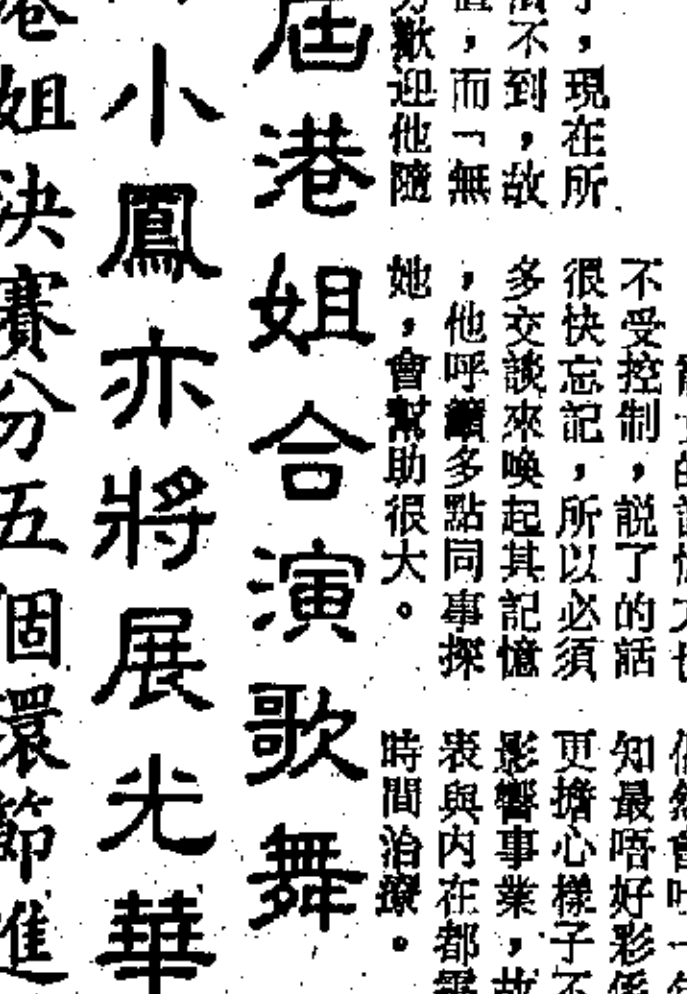 ，現在所
不到，故
，而「無
歡迎他隨
不受控制，說了的話
很快忘記，所以必須
多交談來喚起其記憶
，他呼籲多點同事探
她，會幫助很大。
知最唔好彩係
更擔心樣子不
影響事業，故
表與內在都需
時間治療。
屆港姐合演歌舞
小鳳亦將展光華
港姐決賽分五個環節進